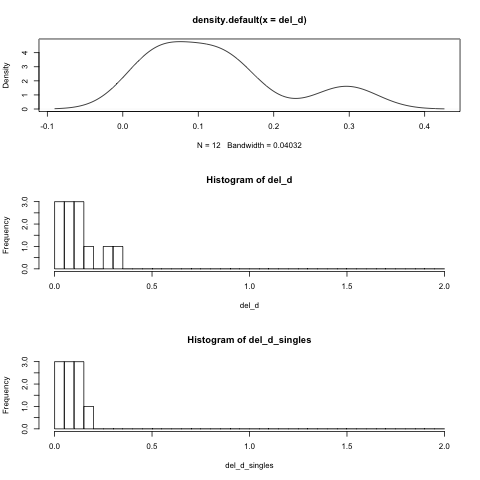 density.default(x = del_d)
Density
0 1 2 3 4
-0.1 0.0 0.1 0.2 0.3 0.4
N = 12 Bandwidth = 0.04032
Histogram of del_d
Frequency
0.0 1.0 2.0 3.0
0.0 0.5 1.0 1.5 2.0
del_d
Histogram of del_d_singles
Frequency
0.0 1.0 2.0 3.0
0.0 0.5 1.0 1.5 2.0
del_d_singles